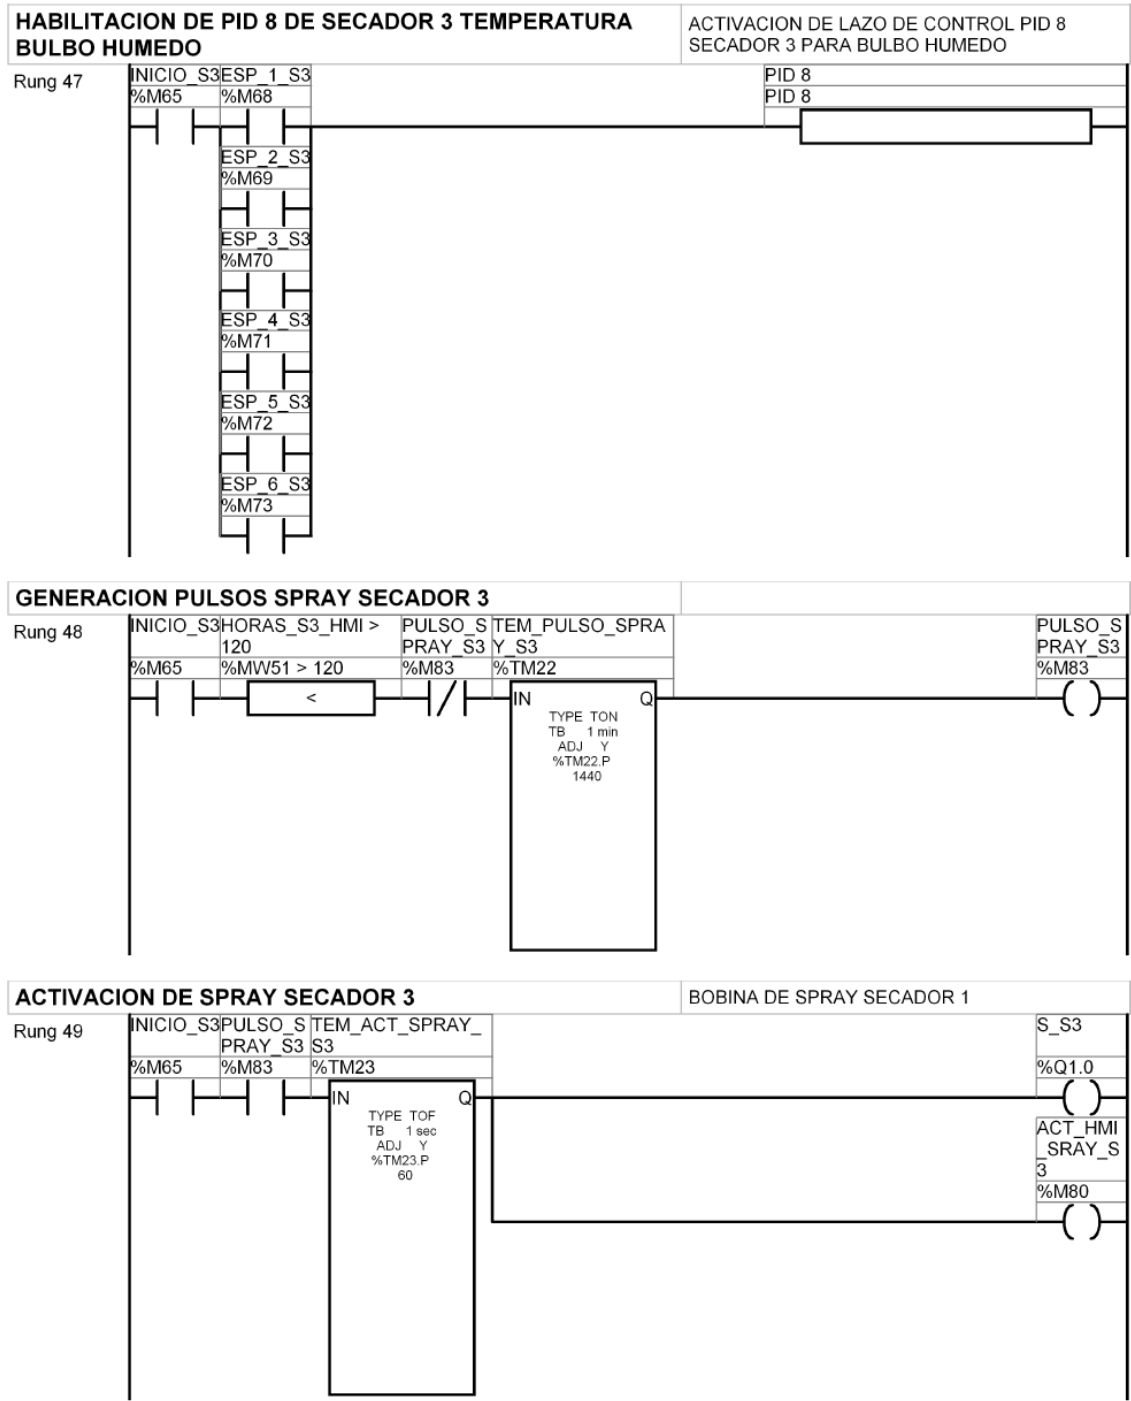 HABILITACION DE PID 8 DE SECADOR 3 TEMPERATURA
BULBO HUMEDO
ACTIVACION DE LAZO DE CONTROL PID 8
SECADOR 3 PARA BULBO HUMEDO
Rung 47
INICIO_S3
%M65
ESP_1_S3
%M68
PID 8
PID 8
ESP_2_S3
%M69
ESP_3_S3
%M70
ESP_4_S3
%M71
ESP_5_S3
%M72
ESP_6_S3
%M73
GENERACION PULSOS SPRAY SECADOR 3
Rung 48
INICIO_S3
%M65
HORAS_S3_HMI >
120
%MW51 > 120
<
PULSO_S
PRAY_S3
%M83
TEM_PULSO_SPRA
Y_S3
%TM22
IN Q
TYPE TON
TB 1 min
ADJ Y
%TM22.P
1440
PULSO_S
PRAY_S3
%M83
ACTIVACION DE SPRAY SECADOR 3
BOBINA DE SPRAY SECADOR 1
Rung 49
INICIO_S3
%M65
PULSO_S
PRAY_S3
%M83
TEM_ACT_SPRAY_
S3
%TM23
IN Q
TYPE TOF
TB 1 sec
ADJ Y
%TM23.P
60
S_S3
%Q1.0
ACT_HMI
_SRAY_S
3
%M80